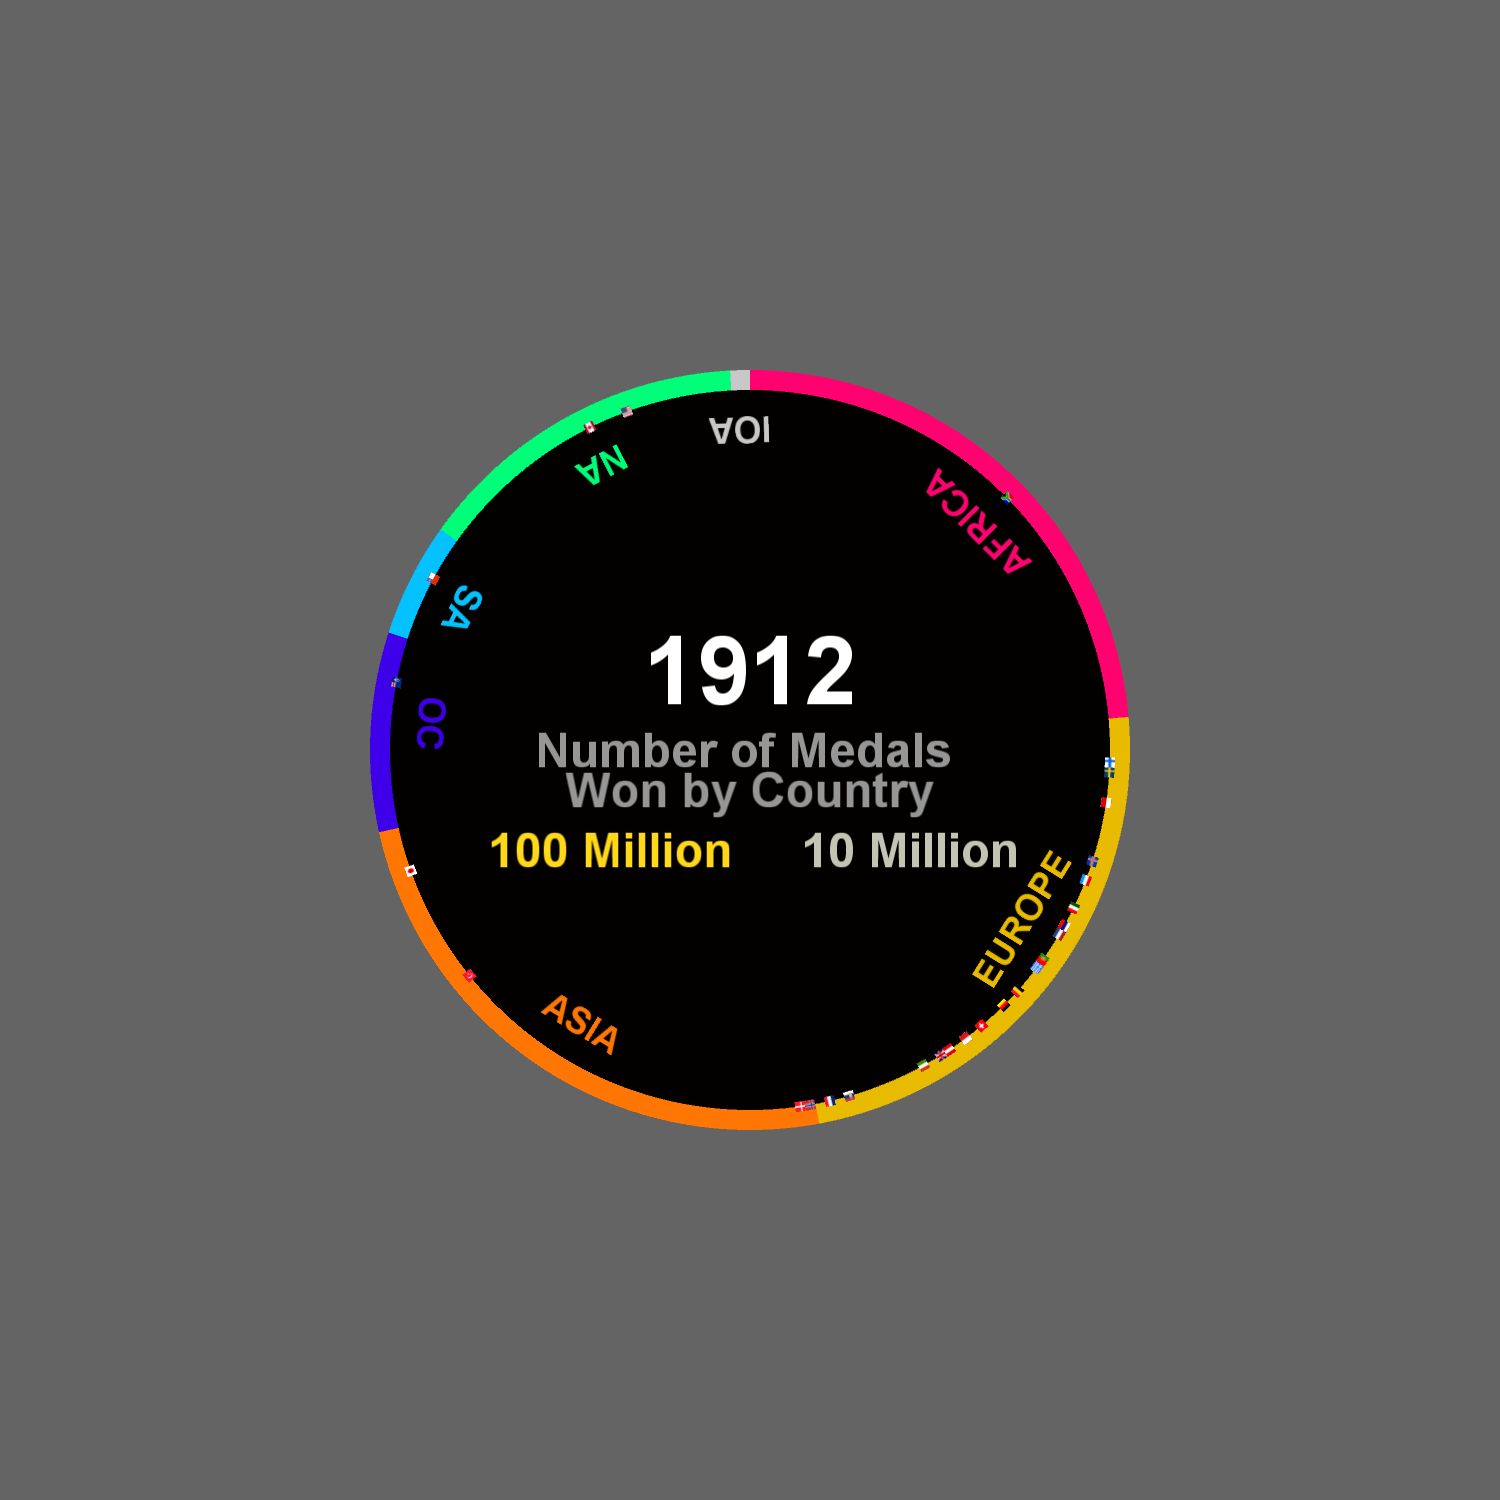 IOA
AFRICA
NA
SA
OC
1912
Number of Medals
Won by Country
100 Million 10 Million
EUROPE
ASIA